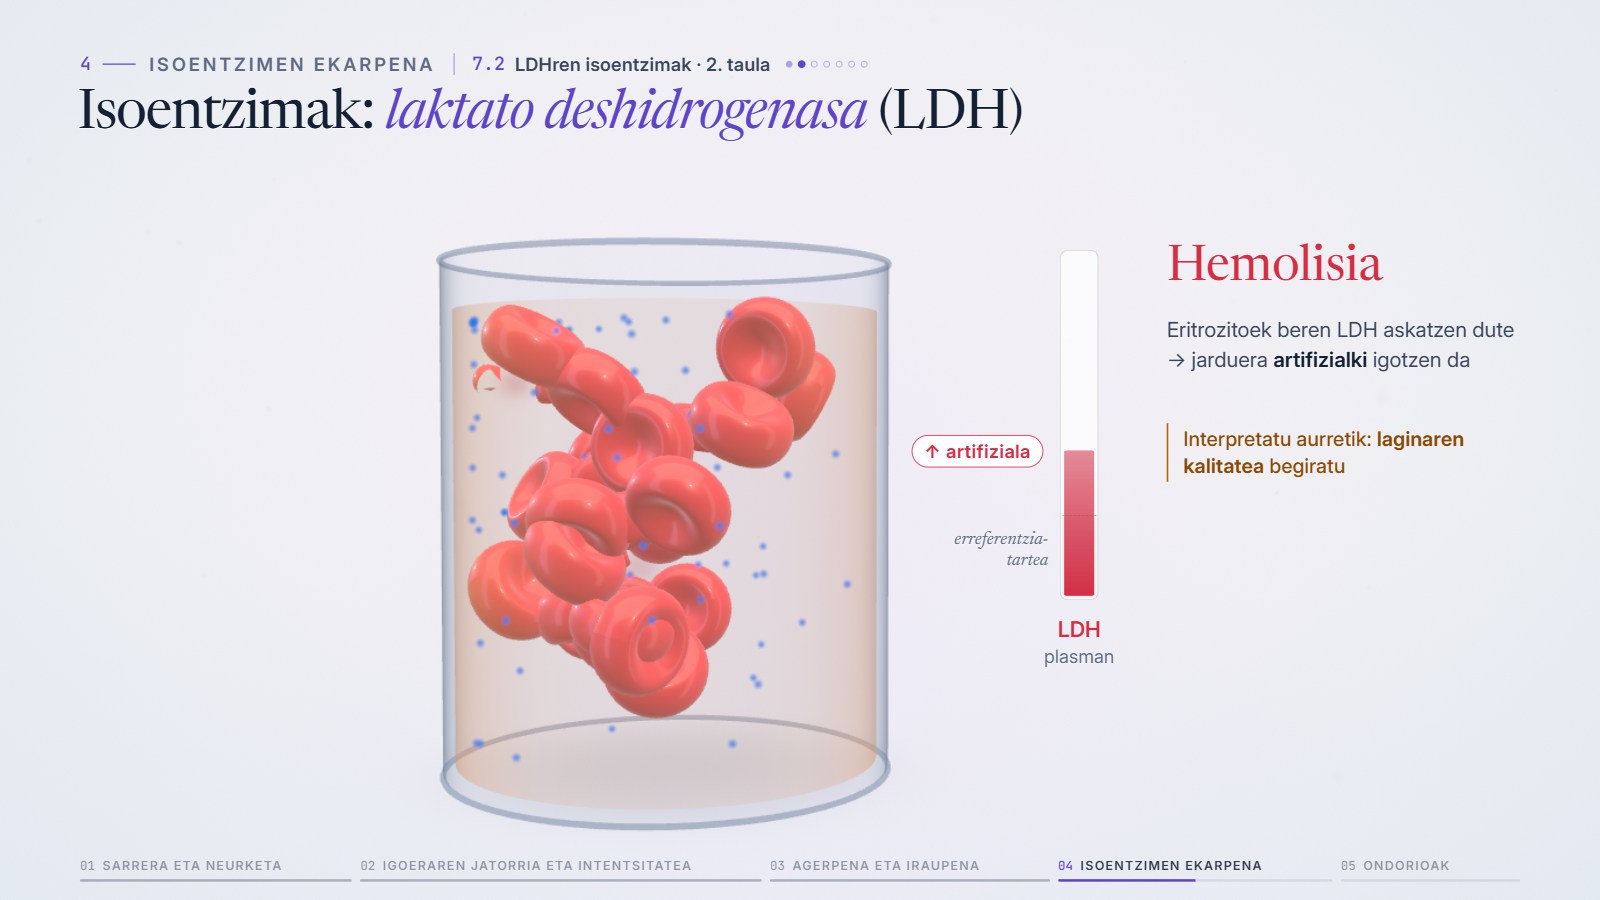 4 — ISOENTZIMEN EKARPENA | 7.2 LDHren isoentzimak · 2. taula
Isoentzimak: laktato deshidrogenasa (LDH)
Hemolisia
Eritrozitoek beren LDH askatzen dute
→ jarduera artifizialki igotzen da
Interpretatu aurretik: laginaren
kalitatea begiratu
↑ artifiziala
erreferentzia-
tartea
LDH
plasman
01 SARRERA ETA NEURKETA
02 IGOERAREN JATORRIA ETA INTENTSITATEA
03 AGERPENA ETA IRAUPENA
04 ISOENTZIMEN EKARPENA
05 ONDORIOAK